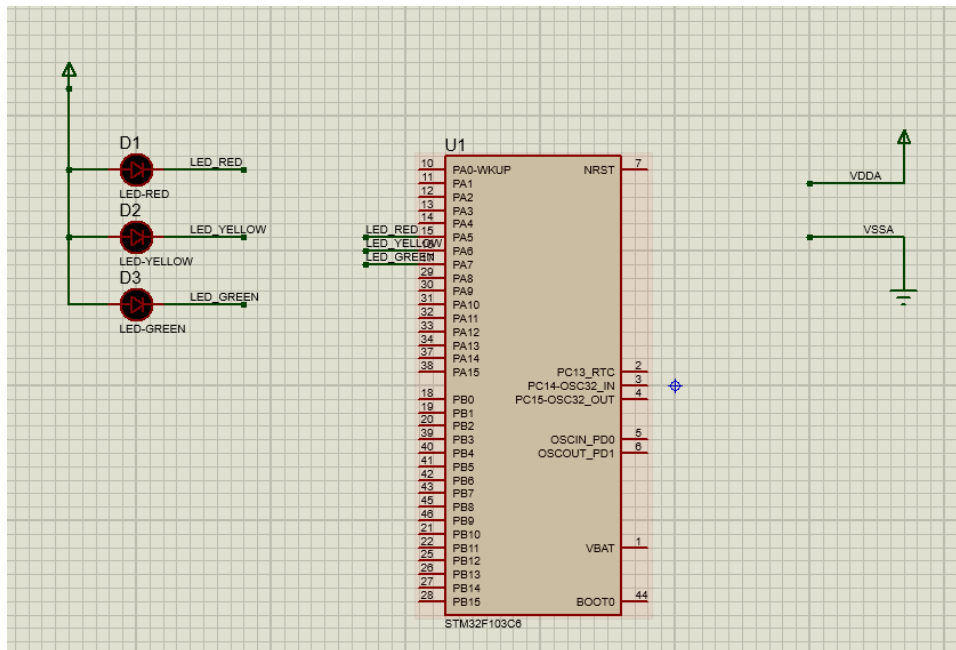 D1
LED_RED
LED-RED
D2
LED_YELLOW
LED-YELLOW
D3
LED_GREEN
LED-GREEN
U1
10 PA0-WKUP
11 PA1
12 PA2
13 PA3
14 PA4
LED_RED 15 PA5
LED_YELLOW 16 PA6
LED_GREEN 17 PA7
29 PA8
30 PA9
31 PA10
32 PA11
33 PA12
34 PA13
37 PA14
38 PA15
18 PB0
19 PB1
20 PB2
39 PB3
40 PB4
41 PB5
42 PB6
43 PB7
45 PB8
46 PB9
21 PB10
22 PB11
25 PB12
26 PB13
27 PB14
28 PB15
NRST 7
PC13_RTC 2
PC14-OSC32_IN 3
PC15-OSC32_OUT 4
OSCIN_PD0 5
OSCOUT_PD1 6
VBAT 1
BOOT0 44
STM32F103C6
VDDA
VSSA